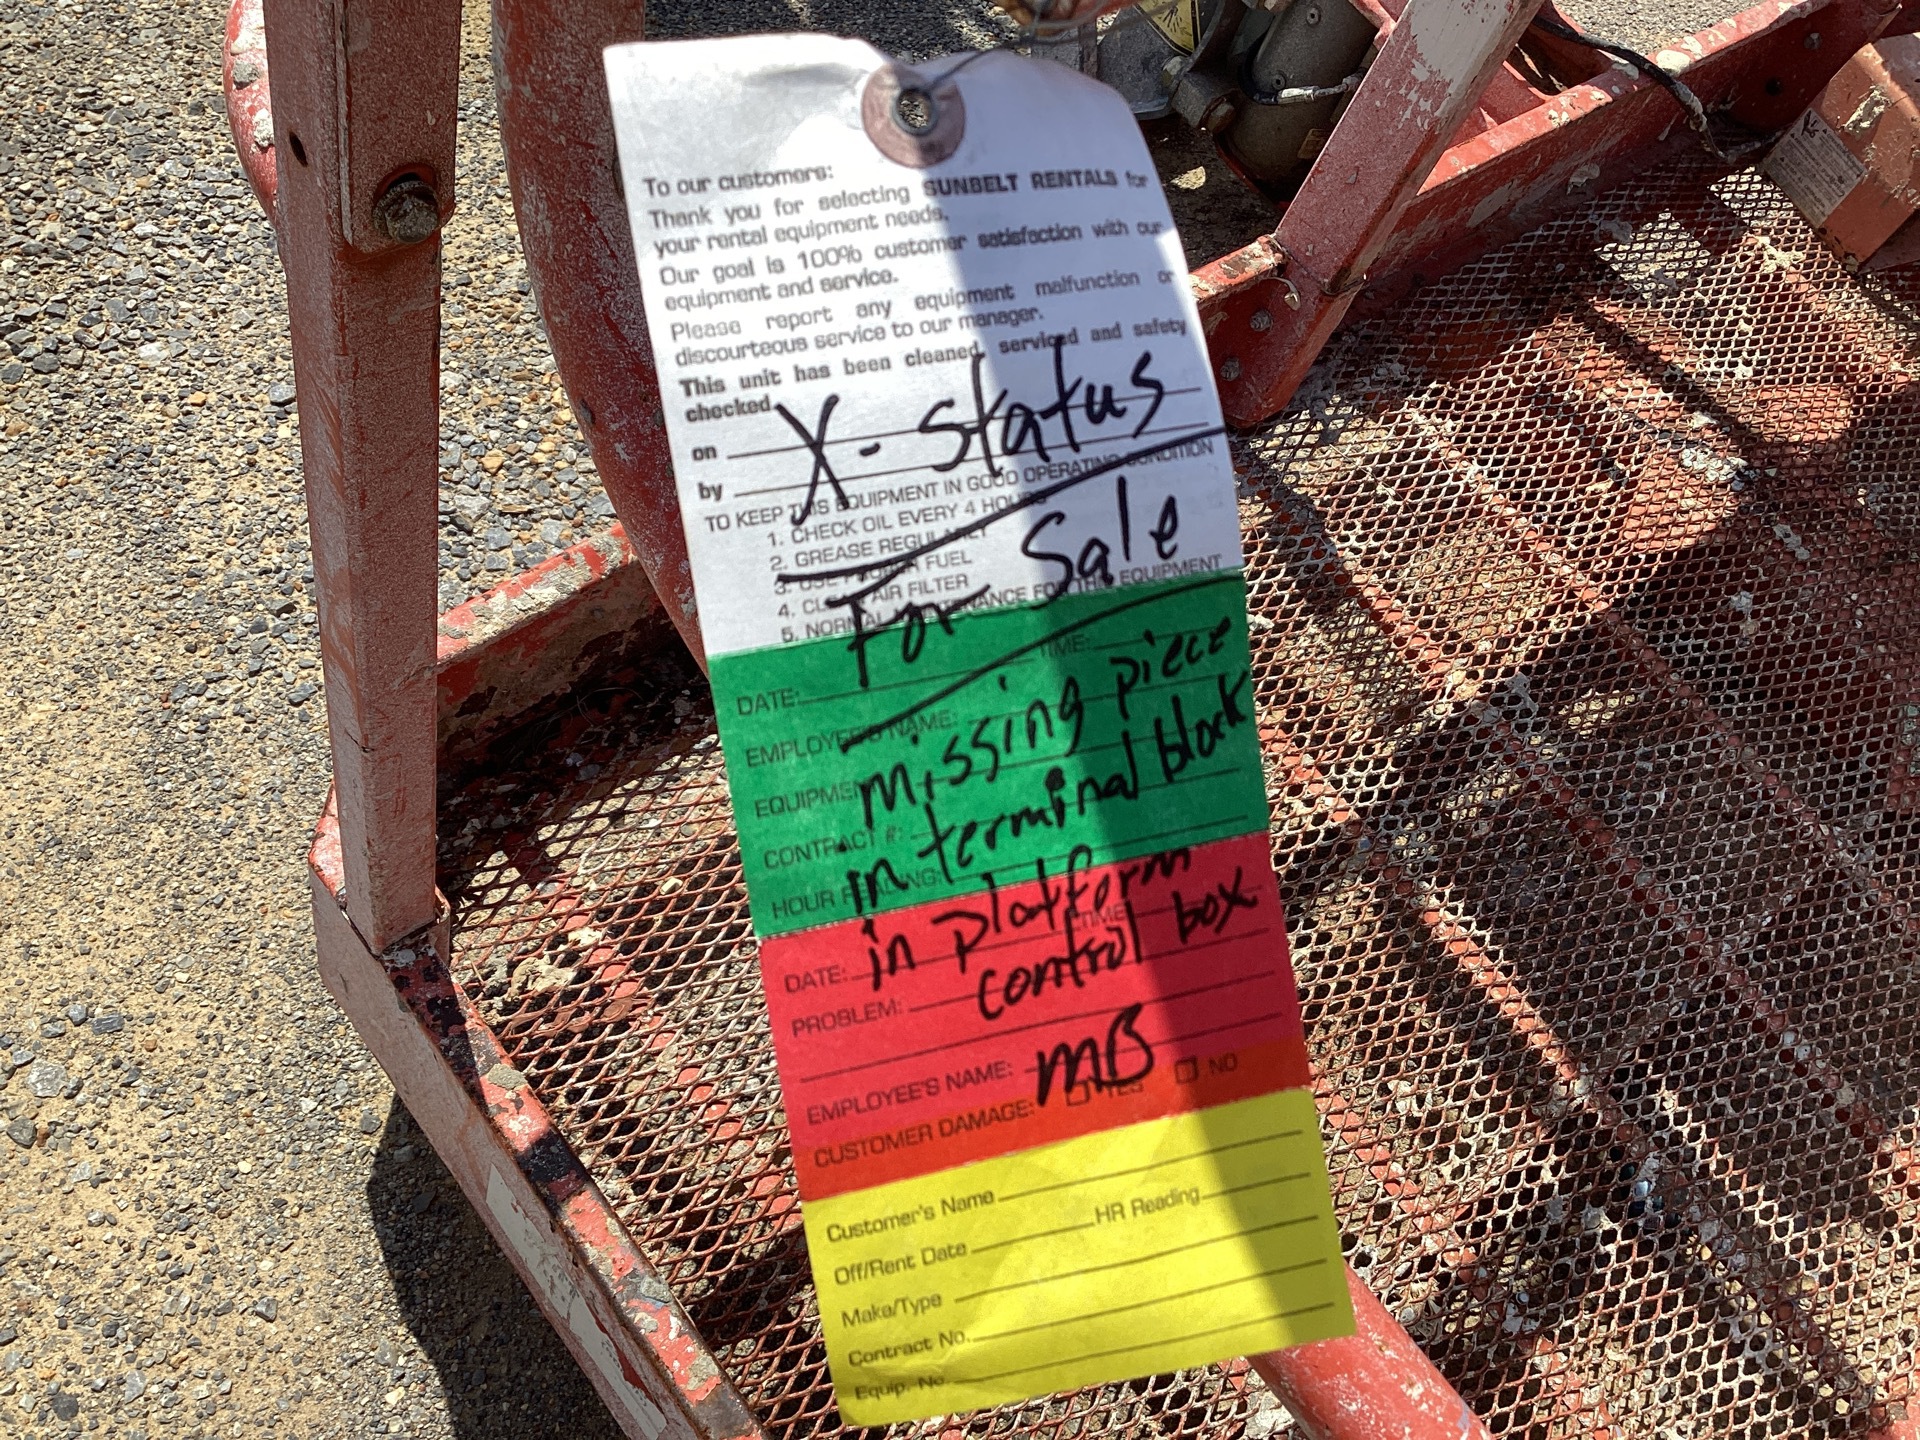 To our customers:
Thank you for selecting SUNBELT RENTALS for
your rental equipment needs.
Our goal is 100% customer satisfaction with our
equipment and service.
Please report any equipment malfunction or
discourteous service to our manager.
This unit has been cleaned, serviced and safety
checked
on X-Status
by
TO KEEP THIS EQUIPMENT IN GOOD OPERATING CONDITION
1. CHECK OIL EVERY 4 HOURS
2. GREASE REGULARLY
3. USE PROPER FUEL
4. CLEAN AIR FILTER
5. NORMAL MAINTENANCE FOR THIS EQUIPMENT
For Sale
DATE: TIME:
EMPLOYEE'S NAME:
missing piece
EQUIPMENT
in terminal block
CONTRACT #:
HOUR READING:
in platform
DATE: TIME
control box
PROBLEM:
EMPLOYEE'S NAME: MB
CUSTOMER DAMAGE: YES NO
Customer's Name
Off/Rent Date HR Reading
Make/Type
Contract No.
Equip. No.